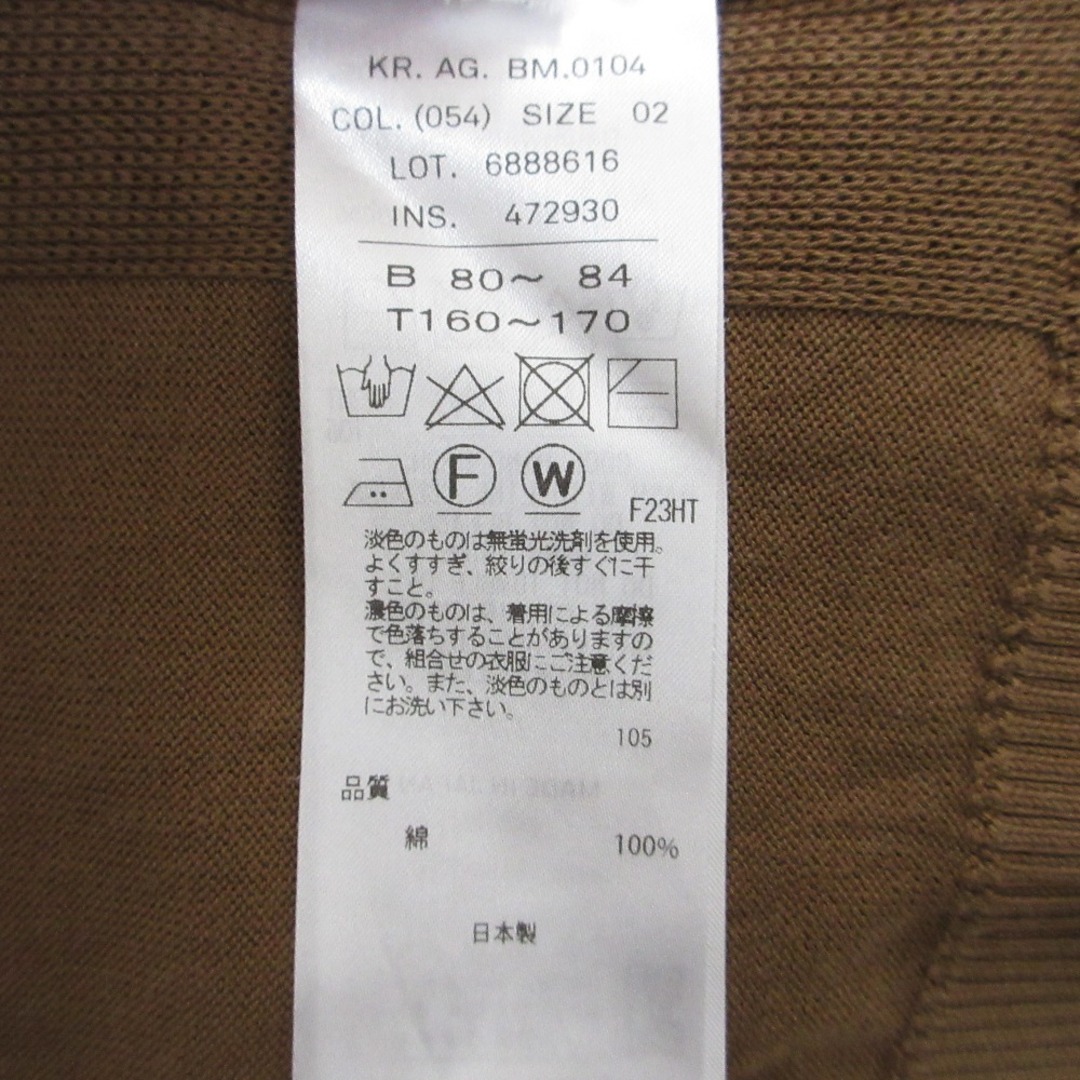 KR. AG. BM.0104
COL. (054) SIZE 02
LOT. 6888616
INS. 472930
B 80～ 84
T160～170
F W
F23HT
淡色のものは無蛍光洗剤を使用。
よくすすぎ、絞りの後すぐに干
すこと。
濃色のものは、着用による摩擦
で色落ちすることがありますの
で、組合せの衣服にご注意くだ
さい。また、淡色のものとは別
にお洗い下さい。
105
品質
綿 100%
日本製